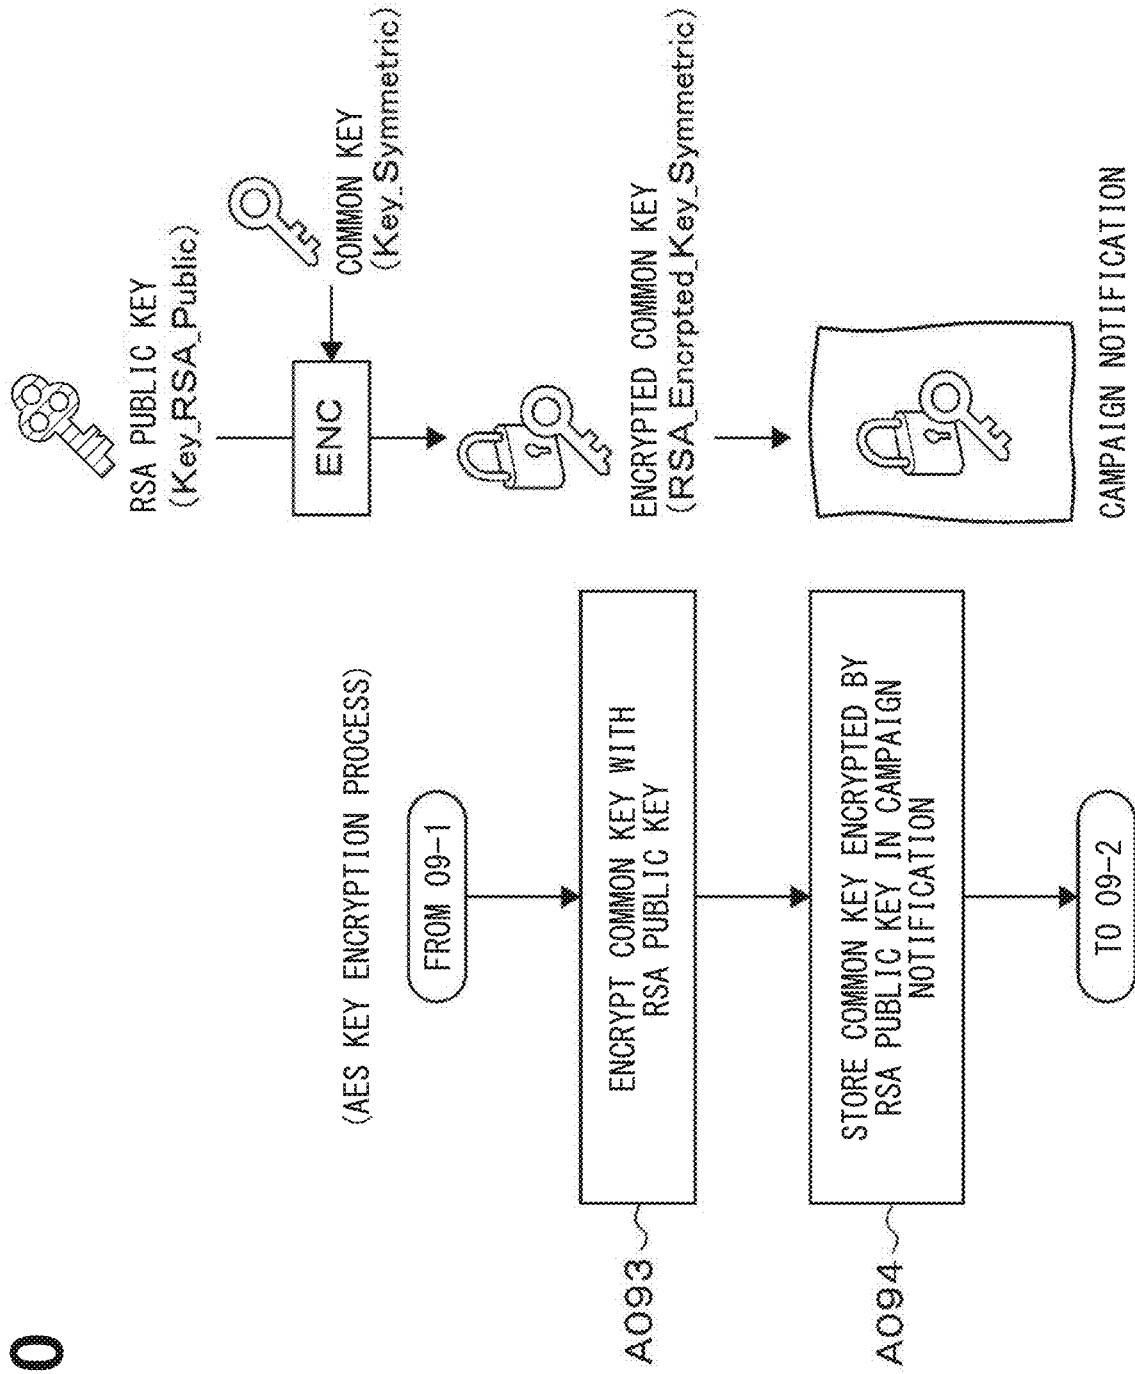 0
(AES KEY ENCRYPTION PROCESS)
FROM 09-1
A093
ENCRYPT COMMON KEY WITH
RSA PUBLIC KEY
A094
STORE COMMON KEY ENCRYPTED BY
RSA PUBLIC KEY IN CAMPAIGN
NOTIFICATION
TO 09-2
RSA PUBLIC KEY
(Key_RSA_Public)
ENC
COMMON KEY
(Key_Symmetric)
ENCRYPTED COMMON KEY
(RSA_Encrpted_Key_Symmetric)
CAMPAIGN NOTIFICATION